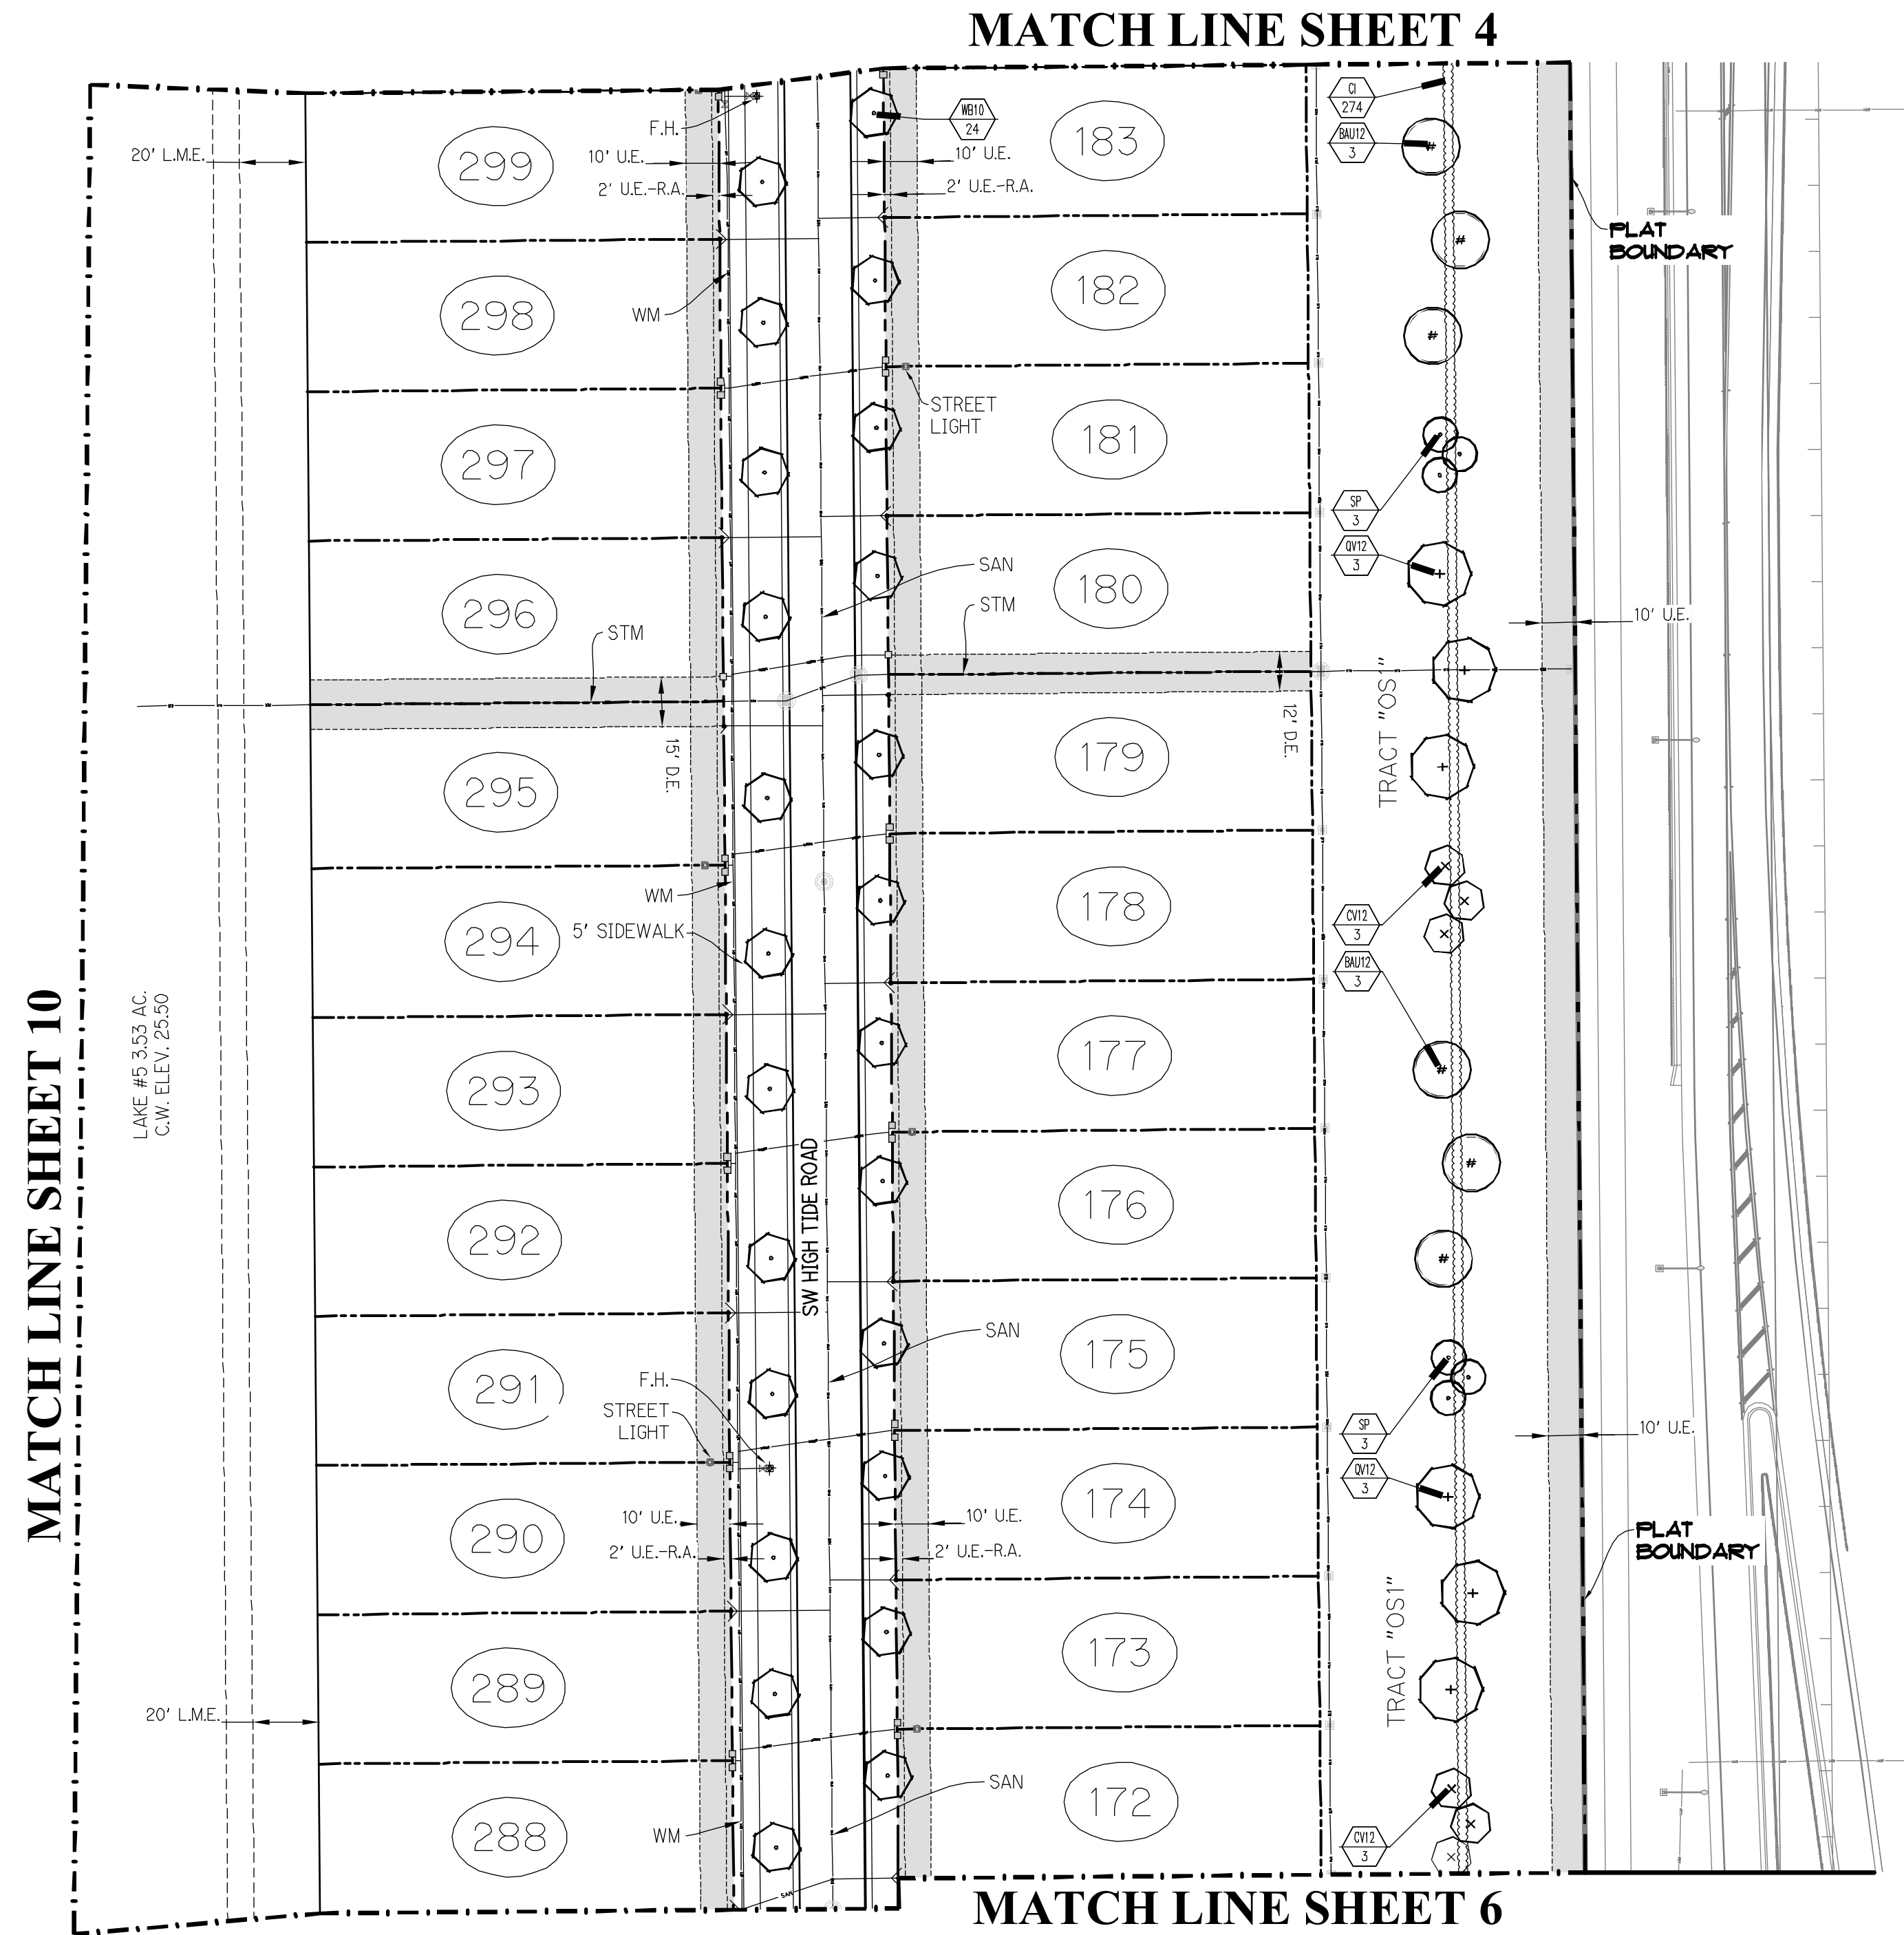 MATCH LINE SHEET 4
CI
274
BAU12
3
WB10
24
F.H.
20' L.M.E.
10' U.E.
2' U.E.-R.A.
10' U.E.
2' U.E.-R.A.
299
183
PLAT
BOUNDARY
298
182
WM
STREET
LIGHT
297
181
SP
3
QV12
3
SAN
STM
296
180
STM
10' U.E.
TRACT "OS1"
15' D.E.
12' D.E.
295
179
WM
5' SIDEWALK
294
178
CV12
3
BAU12
3
LAKE #5 3.53 AC.
C.W. ELEV. 25.50
MATCH LINE SHEET 10
293
177
SW HIGH TIDE ROAD
292
176
SAN
291
175
F.H.
STREET
LIGHT
SP
3
QV12
3
10' U.E.
290
174
10' U.E.
2' U.E.-R.A.
10' U.E.
2' U.E.-R.A.
PLAT
BOUNDARY
TRACT "OS1"
289
173
20' L.M.E.
SAN
288
172
WM
CV12
3
SAN
MATCH LINE SHEET 6